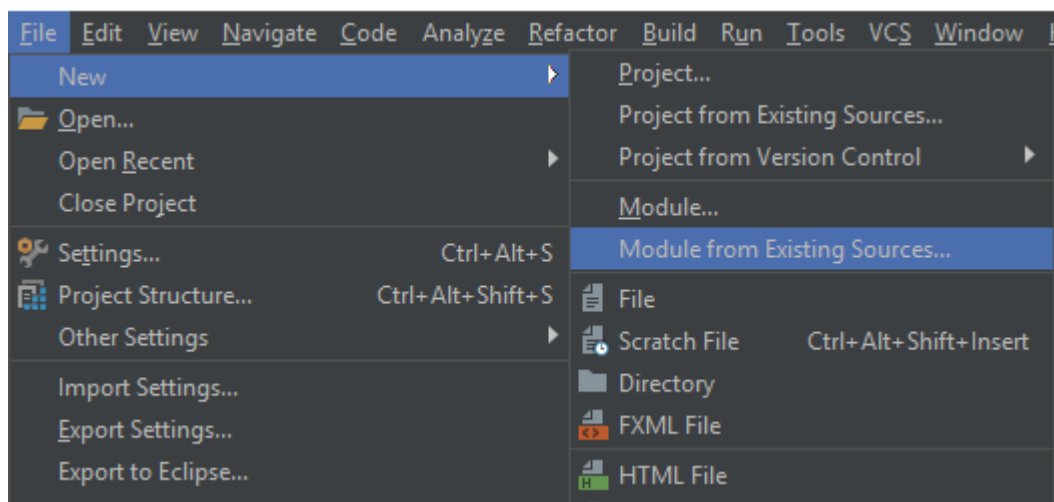 File Edit View Navigate Code Analyze Refactor Build Run Tools VCS Window
New
Open...
Open Recent
Close Project
Settings... Ctrl+Alt+S
Project Structure... Ctrl+Alt+Shift+S
Other Settings
Import Settings...
Export Settings...
Export to Eclipse...
Project...
Project from Existing Sources...
Project from Version Control
Module...
Module from Existing Sources...
File
Scratch File Ctrl+Alt+Shift+Insert
Directory
FXML File
HTML File